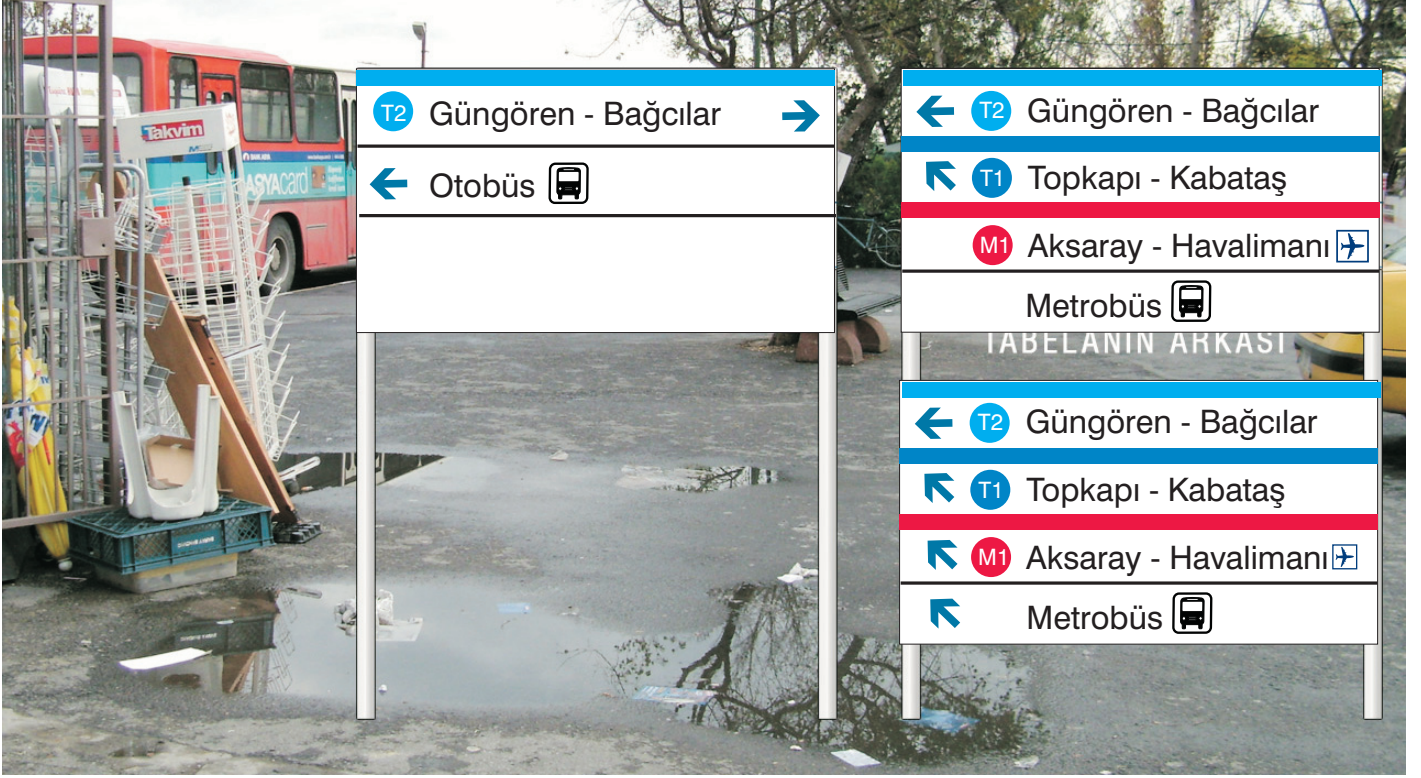 Takvim
ASYACARD
T2 Güngören - Bağcılar
Otobüs
T2 Güngören - Bağcılar
T1 Topkapı - Kabataş
M1 Aksaray - Havalimanı
Metrobüs
TABELANIN ARKASI
T2 Güngören - Bağcılar
T1 Topkapı - Kabataş
M1 Aksaray - Havalimanı
Metrobüs